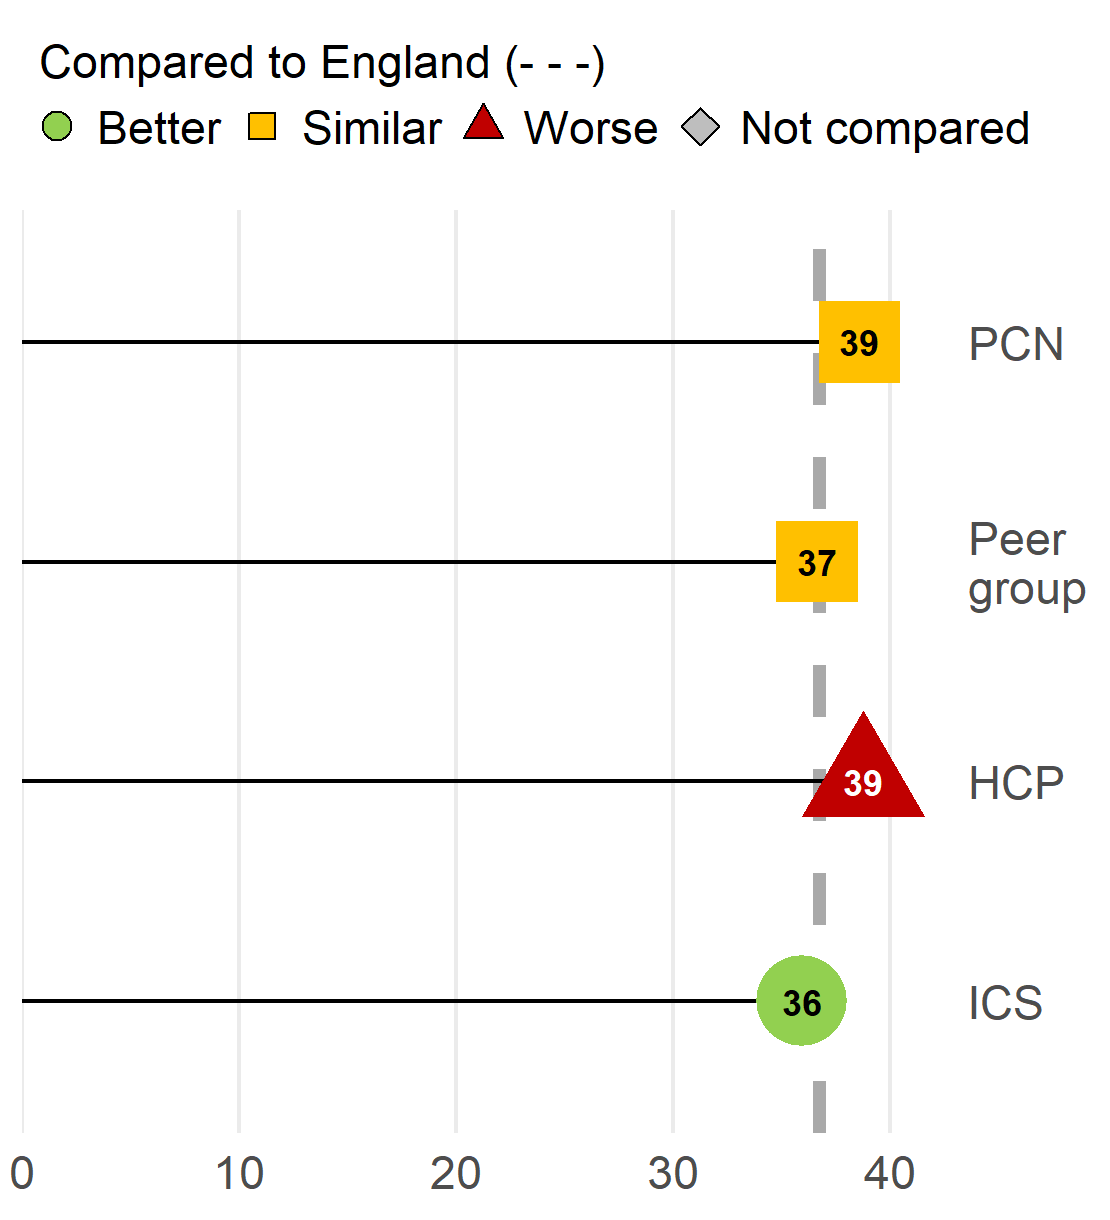 Compared to England (- - -)
Better Similar Worse Not compared
39 PCN
37 Peer
group
39 HCP
36 ICS
0 10 20 30 40